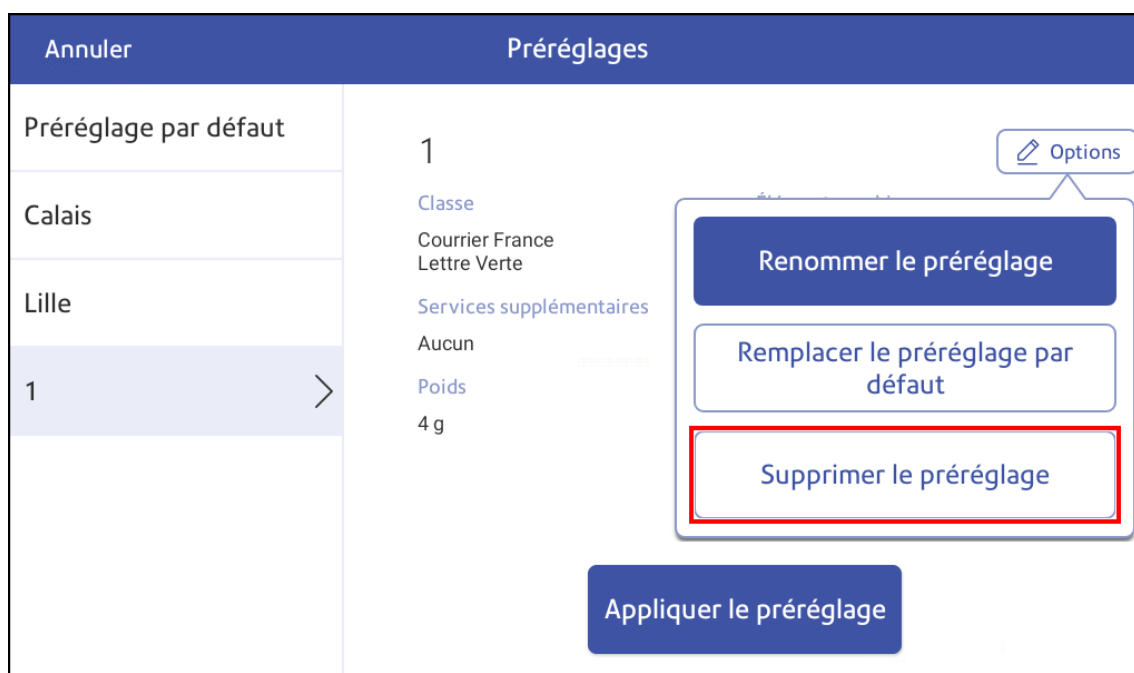 Annuler
Préréglages
Préréglage par défaut
Calais
Lille
1
1
Options
Classe
Courrier France
Lettre Verte
Services supplémentaires
Aucun
Poids
4 g
Renommer le préréglage
Remplacer le préréglage par
défaut
Supprimer le préréglage
Appliquer le préréglage